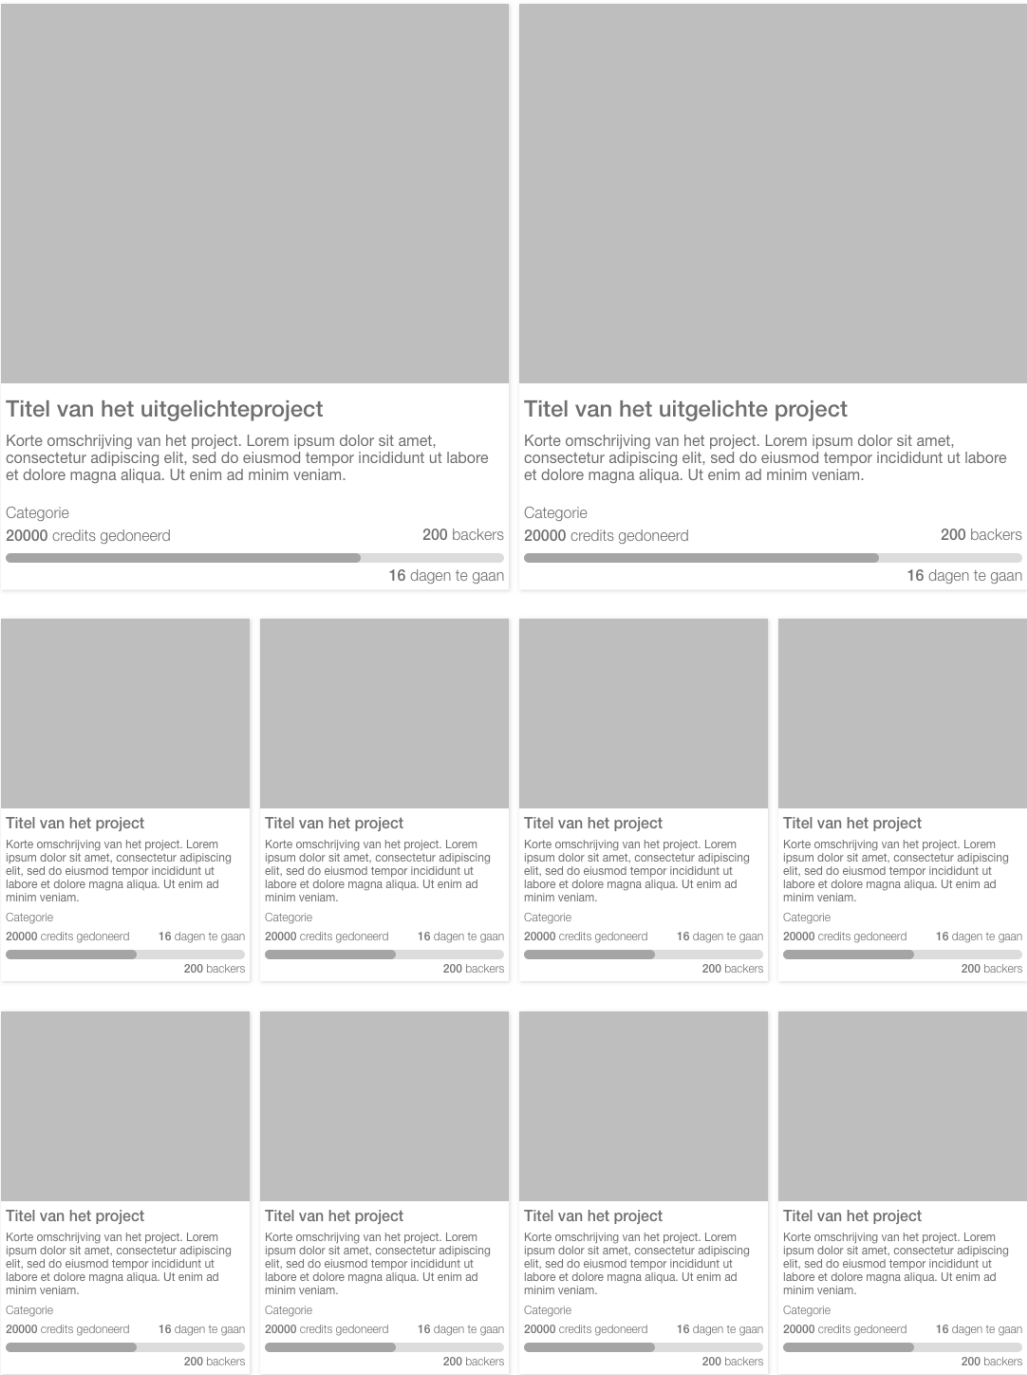 Titel van het uitgelichteproject
Korte omschrijving van het project. Lorem ipsum dolor sit amet,
consectetur adipiscing elit, sed do eiusmod tempor incididunt ut labore
et dolore magna aliqua. Ut enim ad minim veniam.
Categorie
20000 credits gedoneerd 200 backers
16 dagen te gaan
Titel van het uitgelichte project
Korte omschrijving van het project. Lorem ipsum dolor sit amet,
consectetur adipiscing elit, sed do eiusmod tempor incididunt ut labore
et dolore magna aliqua. Ut enim ad minim veniam.
Categorie
20000 credits gedoneerd 200 backers
16 dagen te gaan
Titel van het project
Korte omschrijving van het project. Lorem
ipsum dolor sit amet, consectetur adipiscing
elit, sed do eiusmod tempor incididunt ut
labore et dolore magna aliqua. Ut enim ad
minim veniam.
Categorie
20000 credits gedoneerd 16 dagen te gaan
200 backers
Titel van het project
Korte omschrijving van het project. Lorem
ipsum dolor sit amet, consectetur adipiscing
elit, sed do eiusmod tempor incididunt ut
labore et dolore magna aliqua. Ut enim ad
minim veniam.
Categorie
20000 credits gedoneerd 16 dagen te gaan
200 backers
Titel van het project
Korte omschrijving van het project. Lorem
ipsum dolor sit amet, consectetur adipiscing
elit, sed do eiusmod tempor incididunt ut
labore et dolore magna aliqua. Ut enim ad
minim veniam.
Categorie
20000 credits gedoneerd 16 dagen te gaan
200 backers
Titel van het project
Korte omschrijving van het project. Lorem
ipsum dolor sit amet, consectetur adipiscing
elit, sed do eiusmod tempor incididunt ut
labore et dolore magna aliqua. Ut enim ad
minim veniam.
Categorie
20000 credits gedoneerd 16 dagen te gaan
200 backers
Titel van het project
Korte omschrijving van het project. Lorem
ipsum dolor sit amet, consectetur adipiscing
elit, sed do eiusmod tempor incididunt ut
labore et dolore magna aliqua. Ut enim ad
minim veniam.
Categorie
20000 credits gedoneerd 16 dagen te gaan
200 backers
Titel van het project
Korte omschrijving van het project. Lorem
ipsum dolor sit amet, consectetur adipiscing
elit, sed do eiusmod tempor incididunt ut
labore et dolore magna aliqua. Ut enim ad
minim veniam.
Categorie
20000 credits gedoneerd 16 dagen te gaan
200 backers
Titel van het project
Korte omschrijving van het project. Lorem
ipsum dolor sit amet, consectetur adipiscing
elit, sed do eiusmod tempor incididunt ut
labore et dolore magna aliqua. Ut enim ad
minim veniam.
Categorie
20000 credits gedoneerd 16 dagen te gaan
200 backers
Titel van het project
Korte omschrijving van het project. Lorem
ipsum dolor sit amet, consectetur adipiscing
elit, sed do eiusmod tempor incididunt ut
labore et dolore magna aliqua. Ut enim ad
minim veniam.
Categorie
20000 credits gedoneerd 16 dagen te gaan
200 backers